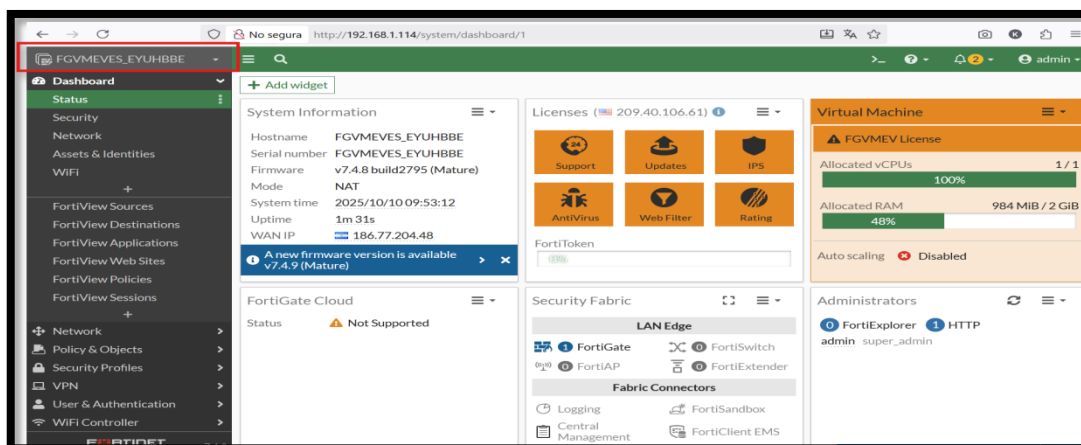 No segura http://192.168.1.114/system/dashboard/1
K
FGVMEVES_EYUHBBE
>_ ? 2 admin
Dashboard
Status
Security
Network
Assets & Identities
WiFi
+
FortiView Sources
FortiView Destinations
FortiView Applications
FortiView Web Sites
FortiView Policies
FortiView Sessions
+
Network
Policy & Objects
Security Profiles
VPN
User & Authentication
WiFi Controller
FORTINET
+ Add widget
System Information
Hostname FGVMEVES_EYUHBBE
Serial number FGVMEVES_EYUHBBE
Firmware v7.4.8 build2795 (Mature)
Mode NAT
System time 2025/10/10 09:53:12
Uptime 1m 31s
WAN IP 186.77.204.48
A new firmware version is available
v7.4.9 (Mature)
Licenses (209.40.106.61)
24
Support Updates IPS
AntiVirus Web Filter Rating
FortiToken
0%
Virtual Machine
FGVMEV License
Allocated vCPUs 1 / 1
100%
Allocated RAM 984 MiB / 2 GiB
48%
Auto scaling Disabled
FortiGate Cloud
Status Not Supported
Security Fabric
LAN Edge
1 FortiGate 0 FortiSwitch
0 FortiAP 0 FortiExtender
Fabric Connectors
Logging FortiSandbox
Central
Management FortiClient EMS
Administrators
0 FortiExplorer 1 HTTP
admin super_admin